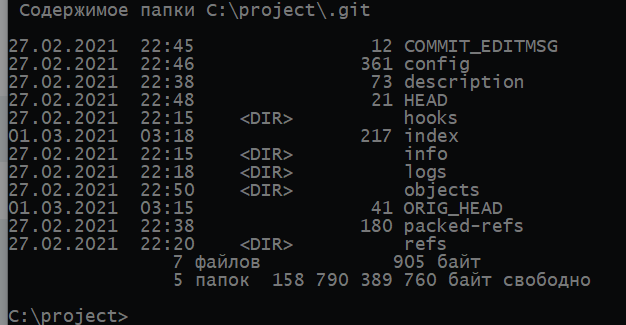 Содержимое папки C:\project\.git
27.02.2021 22:45 12 COMMIT_EDITMSG
27.02.2021 22:46 361 config
27.02.2021 22:38 73 description
27.02.2021 22:48 21 HEAD
27.02.2021 22:15 <DIR> hooks
01.03.2021 03:18 217 index
27.02.2021 22:15 <DIR> info
27.02.2021 22:18 <DIR> logs
27.02.2021 22:50 <DIR> objects
01.03.2021 03:15 41 ORIG_HEAD
27.02.2021 22:38 180 packed-refs
27.02.2021 22:20 <DIR> refs
7 файлов 905 байт
5 папок 158 790 389 760 байт свободно
C:\project>